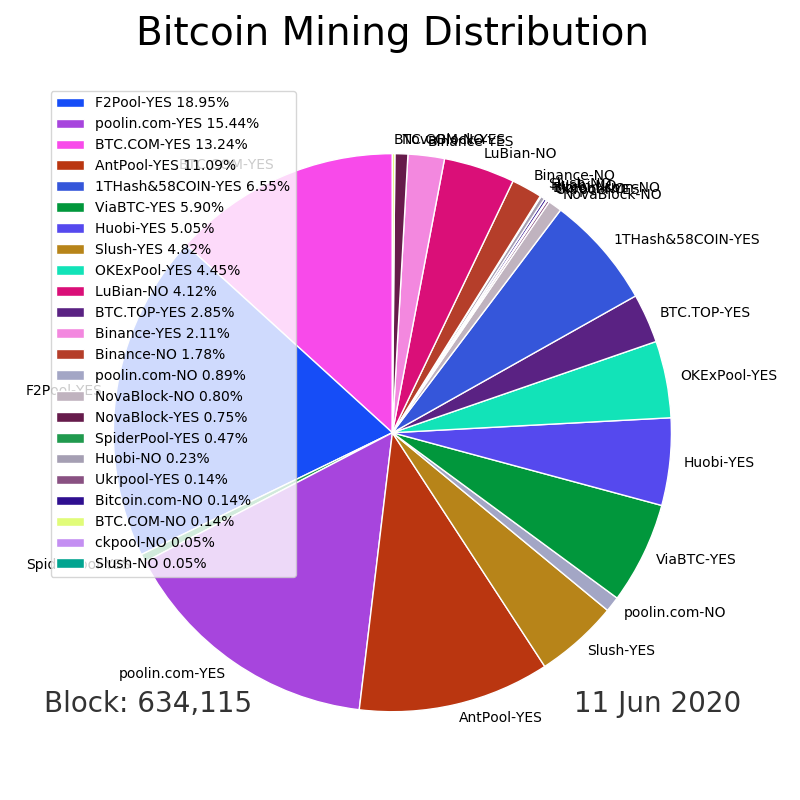 Bitcoin Mining Distribution
F2Pool-YES 18.95%
poolin.com-YES 15.44%
BTC.COM-YES 13.24%
AntPool-YES 11.09%
1THash&58COIN-YES 6.55%
ViaBTC-YES 5.90%
Huobi-YES 5.05%
Slush-YES 4.82%
OKExPool-YES 4.45%
LuBian-NO 4.12%
BTC.TOP-YES 2.85%
Binance-YES 2.11%
Binance-NO 1.78%
poolin.com-NO 0.89%
NovaBlock-NO 0.80%
NovaBlock-YES 0.75%
SpiderPool-YES 0.47%
Huobi-NO 0.23%
Ukrpool-YES 0.14%
Bitcoin.com-NO 0.14%
BTC.COM-NO 0.14%
ckpool-NO 0.05%
Slush-NO 0.05%
BTC.COM-NO
NovaBlock-YES
Binance-YES
LuBian-NO
Binance-NO
NovaBlock-NO
1THash&58COIN-YES
BTC.TOP-YES
OKExPool-YES
Huobi-YES
ViaBTC-YES
poolin.com-NO
Slush-YES
AntPool-YES
poolin.com-YES
F2Pool-YES
Block: 634,115
11 Jun 2020